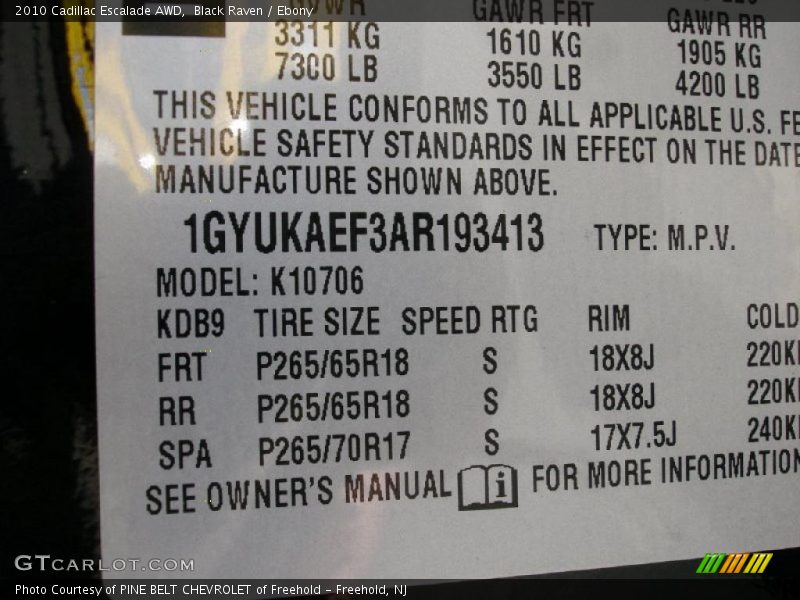 2010 Cadillac Escalade AWD, Black Raven / Ebony
GAWR FRT GAWR RR
3311 KG 1610 KG 1905 KG
7300 LB 3550 LB 4200 LB
THIS VEHICLE CONFORMS TO ALL APPLICABLE U.S. FE
VEHICLE SAFETY STANDARDS IN EFFECT ON THE DATE
MANUFACTURE SHOWN ABOVE.
1GYUKAEF3AR193413 TYPE: M.P.V.
MODEL: K10706
KDB9 TIRE SIZE SPEED RTG RIM COLD
FRT P265/65R18 S 18X8J 220K
RR P265/65R18 S 18X8J 220K
SPA P265/70R17 S 17X7.5J 240K
SEE OWNER'S MANUAL i FOR MORE INFORMATION
GTCARLOT.COM
Photo Courtesy of PINE BELT CHEVROLET of Freehold - Freehold, NJ